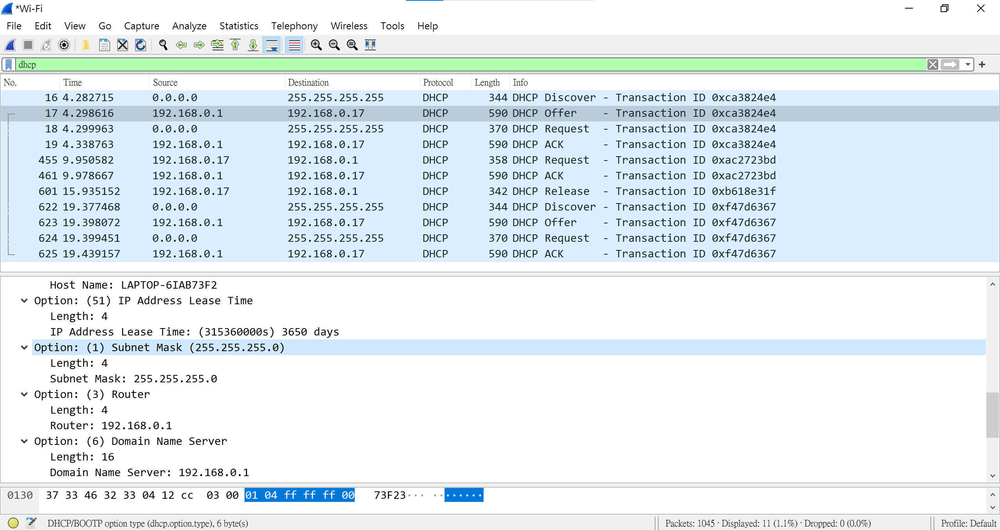 *Wi-Fi
File Edit View Go Capture Analyze Statistics Telephony Wireless Tools Help
dhcp
No. Time Source Destination Protocol Length Info
16 4.282715 0.0.0.0 255.255.255.255 DHCP 344 DHCP Discover - Transaction ID 0xca3824e4
17 4.298616 192.168.0.1 192.168.0.17 DHCP 590 DHCP Offer - Transaction ID 0xca3824e4
18 4.299963 0.0.0.0 255.255.255.255 DHCP 370 DHCP Request - Transaction ID 0xca3824e4
19 4.338763 192.168.0.1 192.168.0.17 DHCP 590 DHCP ACK - Transaction ID 0xca3824e4
455 9.950582 192.168.0.17 192.168.0.1 DHCP 358 DHCP Request - Transaction ID 0xac2723bd
461 9.978667 192.168.0.1 192.168.0.17 DHCP 590 DHCP ACK - Transaction ID 0xac2723bd
601 15.935152 192.168.0.17 192.168.0.1 DHCP 342 DHCP Release - Transaction ID 0xb618e31f
622 19.377468 0.0.0.0 255.255.255.255 DHCP 344 DHCP Discover - Transaction ID 0xf47d6367
623 19.398072 192.168.0.1 192.168.0.17 DHCP 590 DHCP Offer - Transaction ID 0xf47d6367
624 19.399451 0.0.0.0 255.255.255.255 DHCP 370 DHCP Request - Transaction ID 0xf47d6367
625 19.439157 192.168.0.1 192.168.0.17 DHCP 590 DHCP ACK - Transaction ID 0xf47d6367
Host Name: LAPTOP-6IAB73F2
Option: (51) IP Address Lease Time
Length: 4
IP Address Lease Time: (315360000s) 3650 days
Option: (1) Subnet Mask (255.255.255.0)
Length: 4
Subnet Mask: 255.255.255.0
Option: (3) Router
Length: 4
Router: 192.168.0.1
Option: (6) Domain Name Server
Length: 16
Domain Name Server: 192.168.0.1
0130 37 33 46 32 33 04 12 cc 03 00 01 04 ff ff ff 00 73F23··· ········
DHCP/BOOTP option type (dhcp.option.type), 6 byte(s) Packets: 1045 · Displayed: 11 (1.1%) · Dropped: 0 (0.0%) Profile: Default